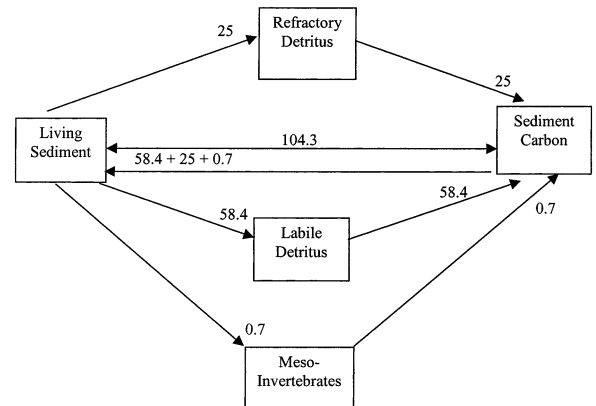 Refractory
Detritus
25
25
Living
Sediment
Sediment
Carbon
104.3
58.4 + 25 + 0.7
58.4
58.4
0.7
Labile
Detritus
0.7
Meso-
Invertebrates